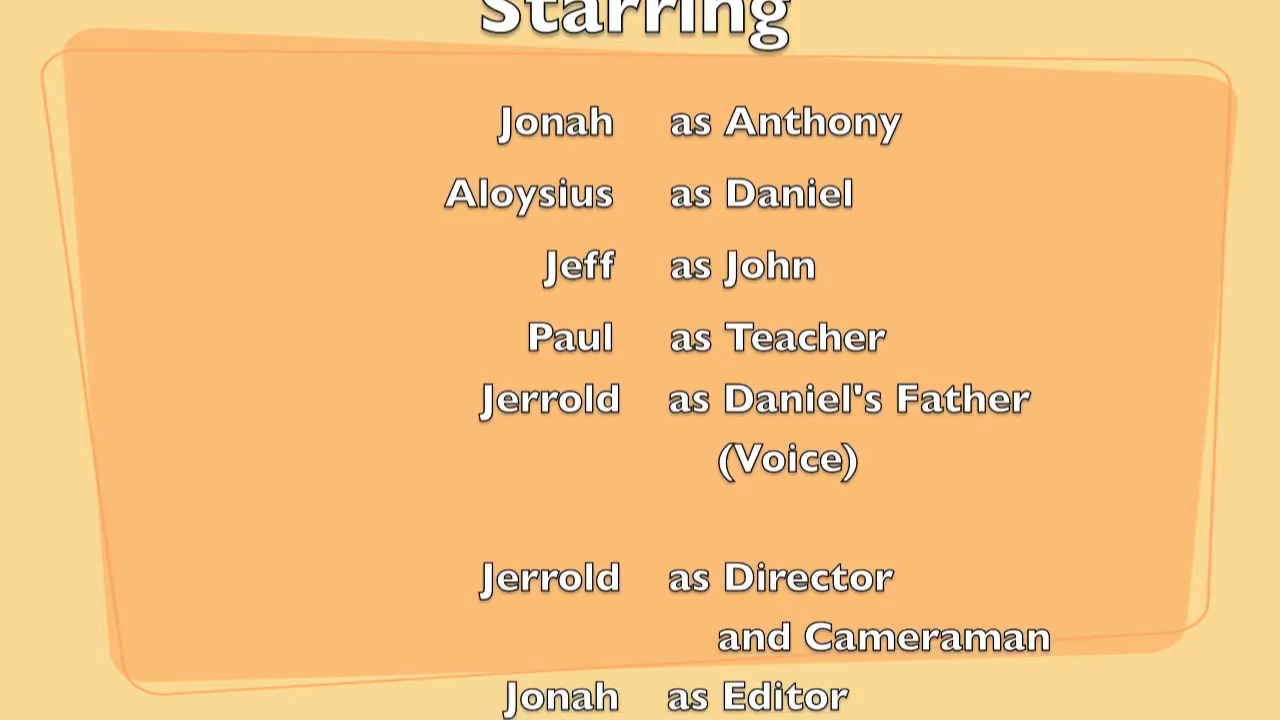 Starring
Jonah as Anthony
Aloysius as Daniel
Jeff as John
Paul as Teacher
Jerrold as Daniel's Father
(Voice)
Jerrold as Director
and Cameraman
Jonah as Editor